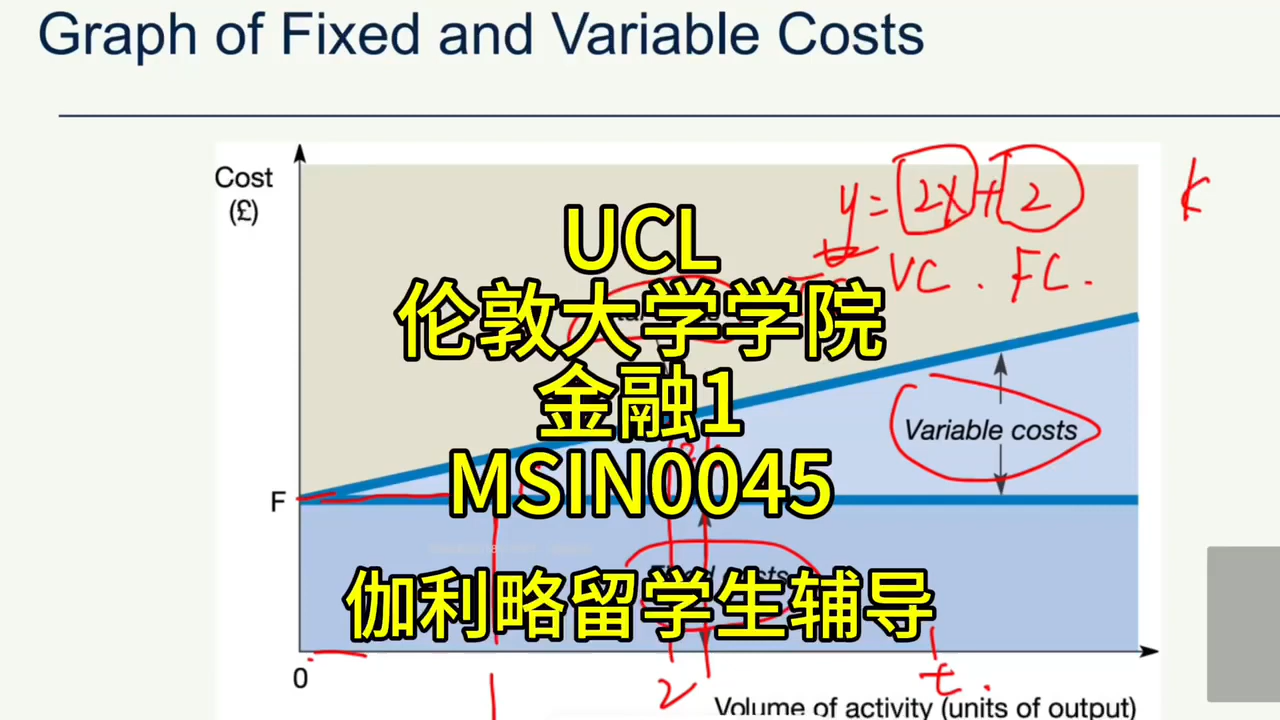 Graph of Fixed and Variable Costs
Cost
(£)
y = 2x + 2
k
VC . FC .
UCL
伦敦大学学院
金融1
MSIN0045
Variable costs
F
伽利略留学生辅导
0
1
2
t .
Volume of activity (units of output)